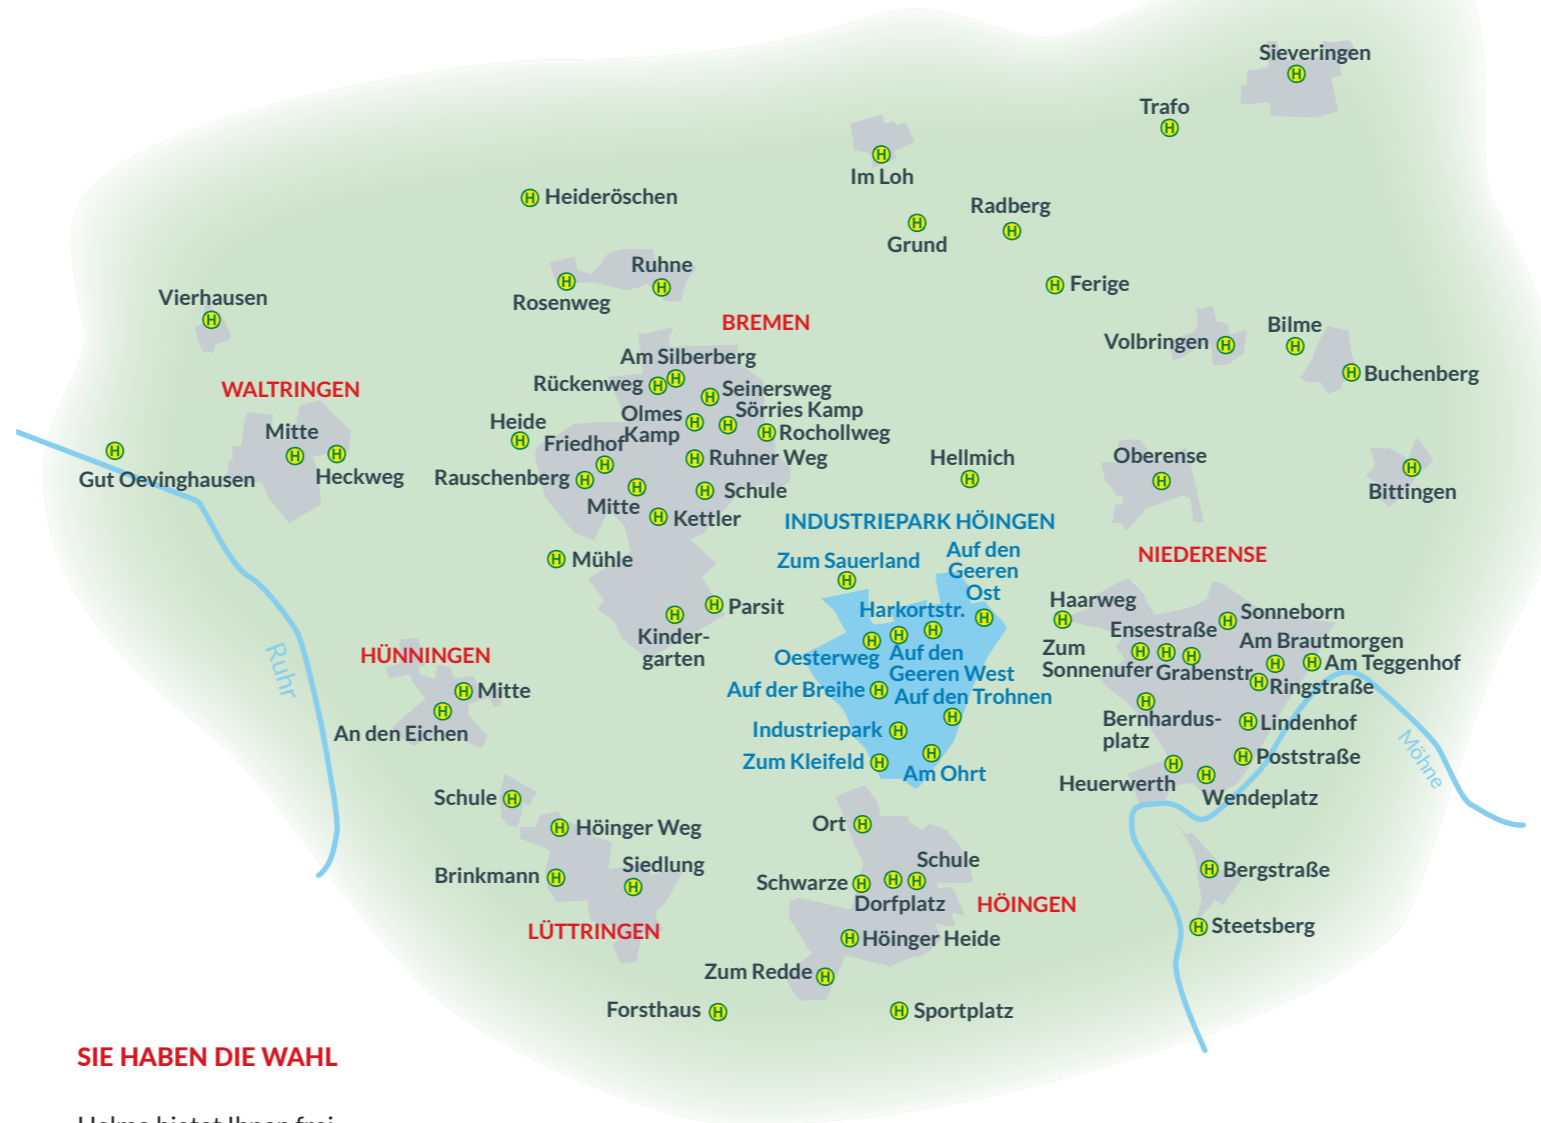 Sieveringen
Trafo
Im Loh
Heideröschen
Radberg
Grund
Ruhne
Rosenweg
Ferige
Vierhausen
BREMEN
Volbringen
Bilme
Am Silberberg
Buchenberg
Rückenweg
Seinersweg
WALTRINGEN
Olmes
Kamp
Sörries Kamp
Heide
Mitte
Friedhof
Rochollweg
Ruhner Weg
Hellmich
Oberense
Gut Oevinghausen
Heckweg
Rauschenberg
Schule
Bittingen
Mitte
Kettler
INDUSTRIEPARK HÖINGEN
Mühle
Zum Sauerland
Auf den
Geeren
Ost
NIEDERENSE
Haarweg
Parsit
Harkortstr.
Sonneborn
Kinder-
garten
Ensestraße
Am Brautmorgen
Ruhr
HÜNNINGEN
Oesterweg
Auf den
Geeren West
Zum
Sonnenufer
Grabenstr.
Am Teggenhof
Mitte
Auf der Breihe
Auf den Trohnen
Ringstraße
An den Eichen
Industriepark
Bernhardus-
platz
Lindenhof
Möhne
Zum Kleifeld
Am Ohrt
Poststraße
Heuerwerth
Wendeplatz
Schule
Höinger Weg
Ort
Siedlung
Brinkmann
Schule
Schwarze
Dorfplatz
HÖINGEN
Bergstraße
LÜTTRINGEN
Höinger Heide
Steetsberg
Zum Redde
Forsthaus
Sportplatz
SIE HABEN DIE WAHL